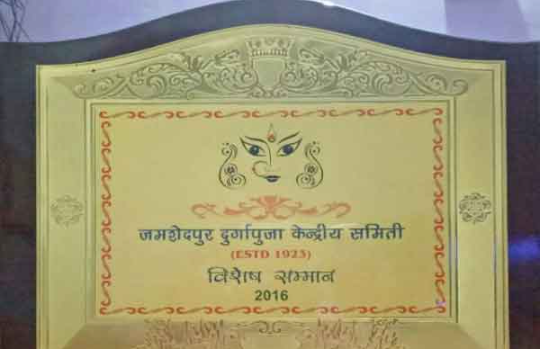 जमशेदपुर दुर्गापुजा केन्द्रीय समिती
(ESTD 1923)
विशेष सम्मान
2016